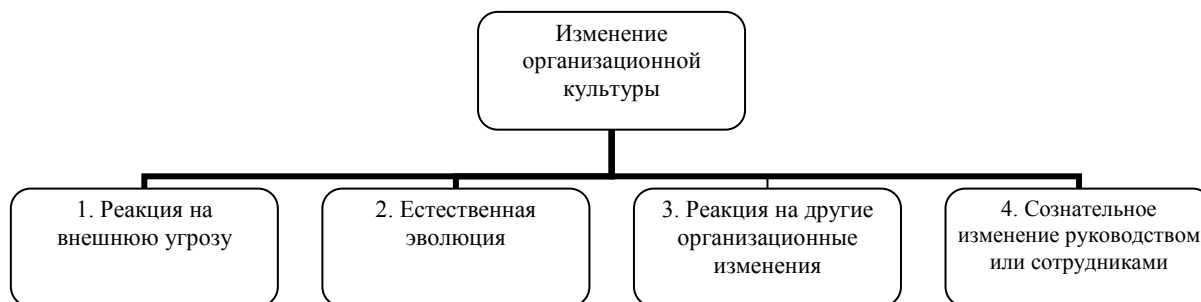 Изменение
организационной
культуры
1. Реакция на
внешнюю угрозу
2. Естественная
эволюция
3. Реакция на другие
организационные
изменения
4. Сознательное
изменение руководством
или сотрудниками